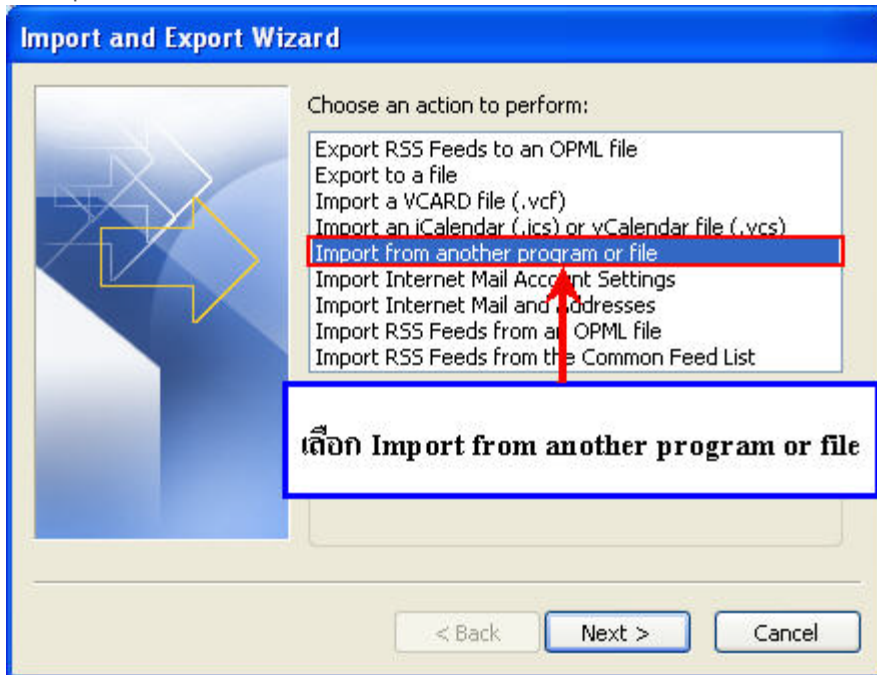 Import and Export Wizard
Choose an action to perform:
Export RSS Feeds to an OPML file
Export to a file
Import a VCARD file (.vcf)
Import an iCalendar (.ics) or vCalendar file (.vcs)
Import from another program or file
Import Internet Mail Account Settings
Import Internet Mail and Addresses
Import RSS Feeds from an OPML file
Import RSS Feeds from the Common Feed List
เลือก Import from another program or file
< Back
Next >
Cancel